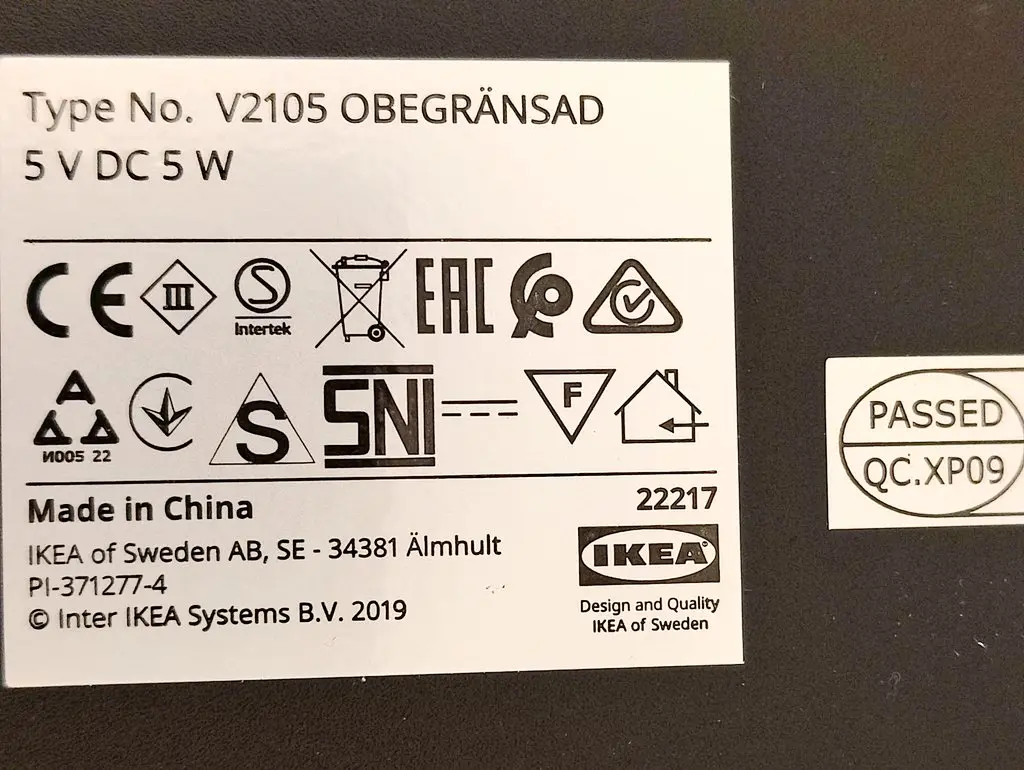 Type No. V2105 OBEGRÄNSAD
5 V DC 5 W
CE III S Intertek EAC
И005 22 S SNI F
Made in China
22217
IKEA of Sweden AB, SE - 34381 Älmhult
PI-371277-4
© Inter IKEA Systems B.V. 2019
IKEA
Design and Quality
IKEA of Sweden
PASSED
QC.XP09